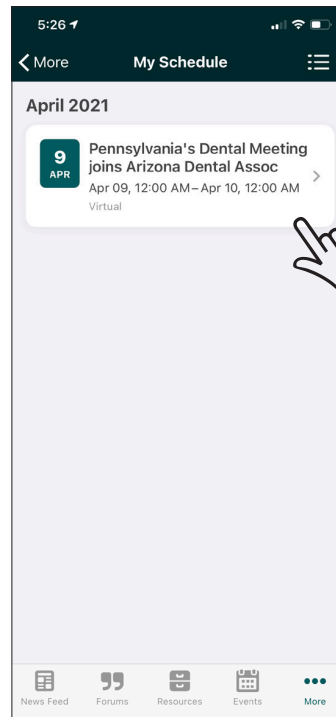 5:26
More
My Schedule
April 2021
9
APR
Pennsylvania's Dental Meeting
joins Arizona Dental Assoc
Apr 09, 12:00 AM – Apr 10, 12:00 AM
Virtual
News Feed
Forums
Resources
Events
More